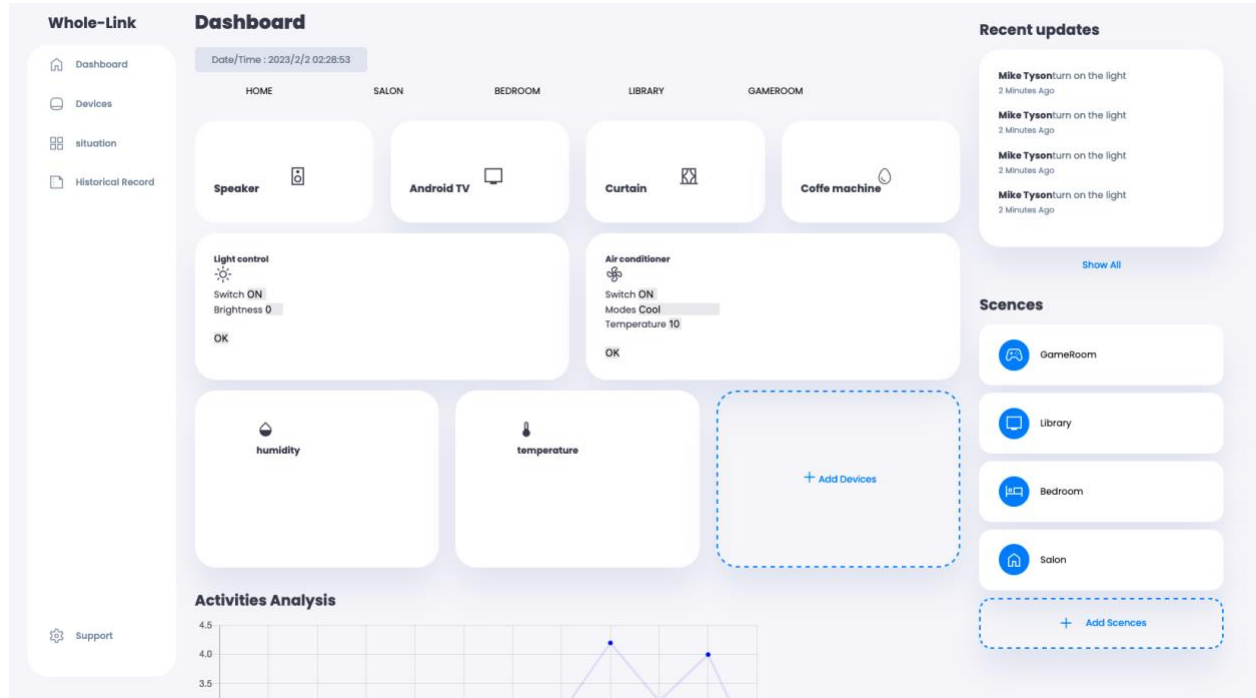 Whole-Link
Dashboard
Devices
situation
Historical Record
Support
Dashboard
Date/Time : 2023/2/2 02:28:53
HOME SALON BEDROOM LIBRARY GAMEROOM
Speaker
Android TV
Curtain
Coffe machine
Light control
Switch ON
Brightness 0
OK
Air conditioner
Switch ON
Modes Cool
Temperature 10
OK
humidity
temperature
+ Add Devices
Activities Analysis
4.5
4.0
3.5
Recent updates
Mike Tysonturn on the light
2 Minutes Ago
Mike Tysonturn on the light
2 Minutes Ago
Mike Tysonturn on the light
2 Minutes Ago
Mike Tysonturn on the light
2 Minutes Ago
Show All
Scences
GameRoom
Library
Bedroom
Salon
+ Add Scences